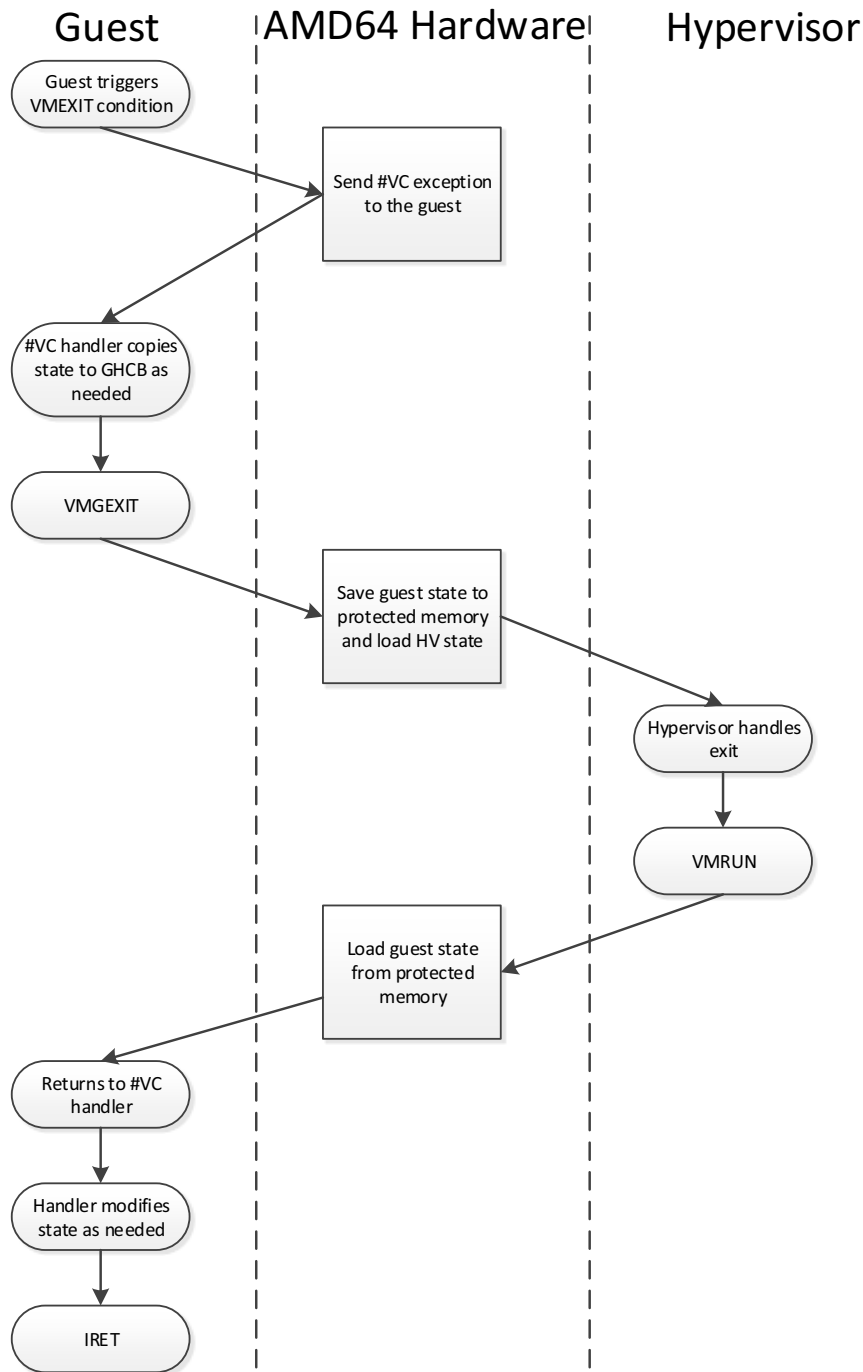 Guest
AMD64 Hardware
Hypervisor
Guest triggers
VMEXIT condition
Send #VC exception
to the guest
#VC handler copies
state to GHCB as
needed
VMGEXIT
Save guest state to
protected memory
and load HV state
Hypervisor handles
exit
VMRUN
Load guest state
from protected
memory
Returns to #VC
handler
Handler modifies
state as needed
IRET